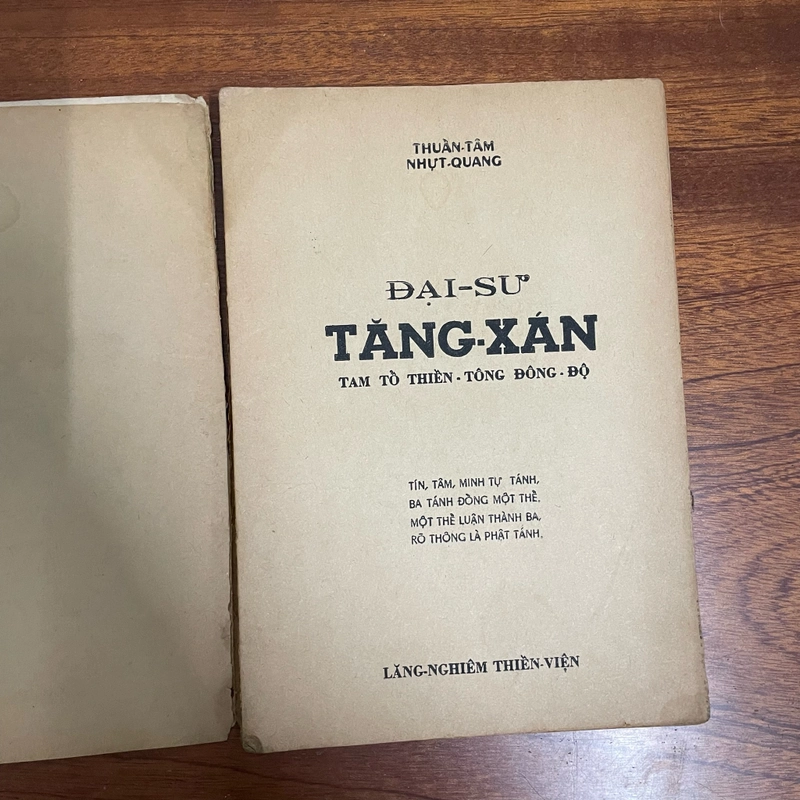 THUẦN-TÂM
NHỰT-QUANG
ĐẠI-SƯ
TĂNG-XÁN
TAM TỔ THIỀN-TÔNG ĐÔNG-ĐỘ
TÍN, TÂM, MINH TỰ TÁNH,
BA TÁNH ĐỒNG MỘT THỂ.
MỘT THỂ LUẬN THÀNH BA,
RÕ THÔNG LÀ PHẬT TÁNH.
LĂNG-NGHIÊM THIỀN-VIỆN